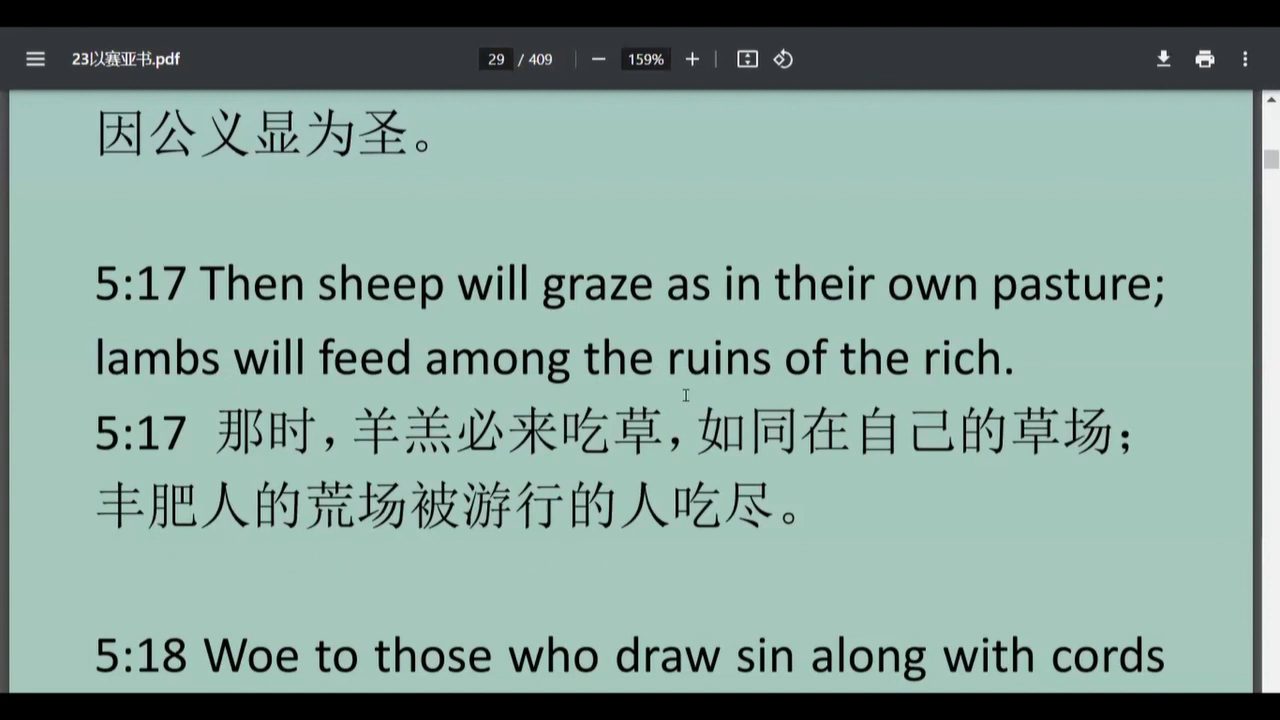 23以赛亚书.pdf
29 / 409
159%
因公义显为圣。
5:17 Then sheep will graze as in their own pasture;
lambs will feed among the ruins of the rich.
5:17 那时,羊羔必来吃草,如同在自己的草场;
丰肥人的荒场被游行的人吃尽。
5:18 Woe to those who draw sin along with cords